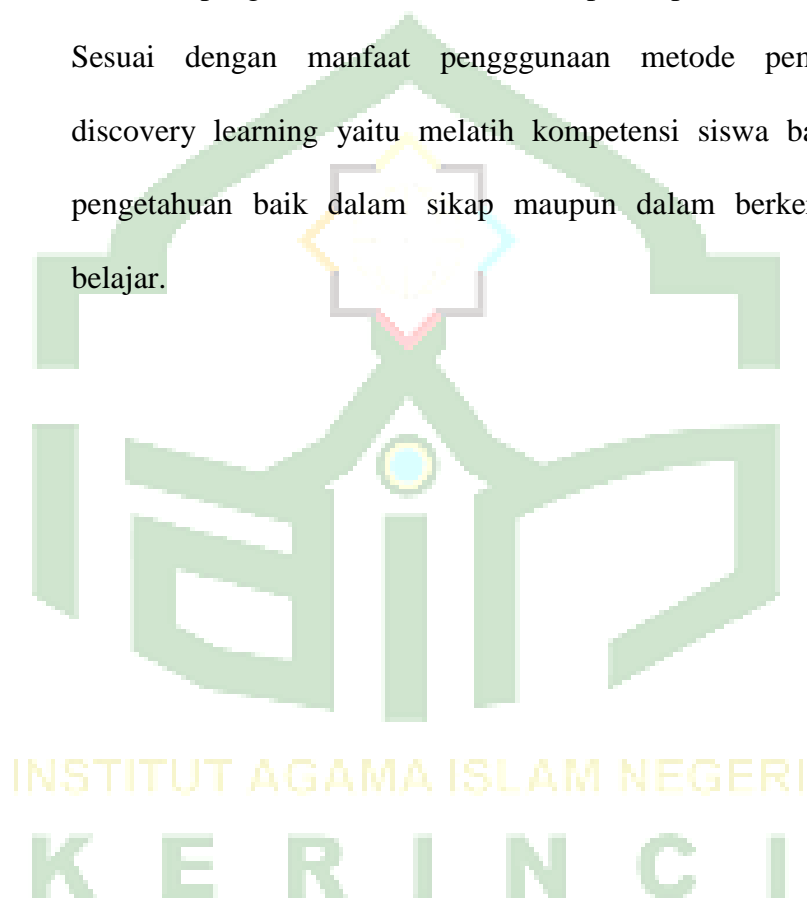 Sesuai dengan manfaat pengggunaan metode pem
discovery learning yaitu melatih kompetensi siswa ba
pengetahuan baik dalam sikap maupun dalam berke
belajar.
iain
INSTITUT AGAMA ISLAM NEGERI
K E R I N C I